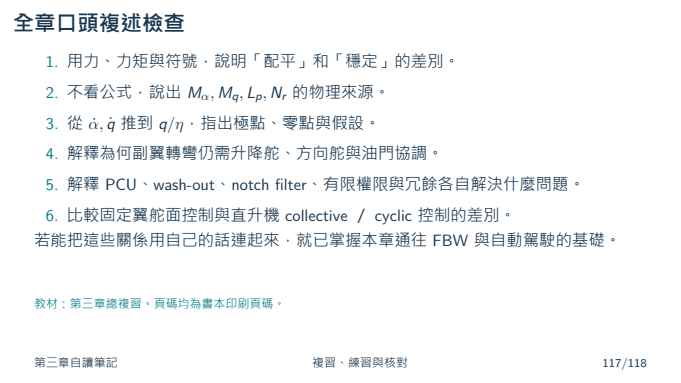 全章口頭複述檢查
1. 用力、力矩與符號，說明「配平」和「穩定」的差別。
2. 不看公式，說出 Mα, Mq, Lp, Nr 的物理來源。
3. 從 α̇, q̇ 推到 q/η，指出極點、零點與假設。
4. 解釋為何副翼轉彎仍需升降舵、方向舵與油門協調。
5. 解釋 PCU、wash-out、notch filter、有限權限與冗餘各自解決什麼問題。
6. 比較固定翼舵面控制與直升機 collective / cyclic 控制的差別。
若能把這些關係用自己的話連起來，就已掌握本章通往 FBW 與自動駕駛的基礎。
教材：第三章總複習。頁碼均為書本印刷頁碼。
第三章自讀筆記 複習、練習與核對 117/118